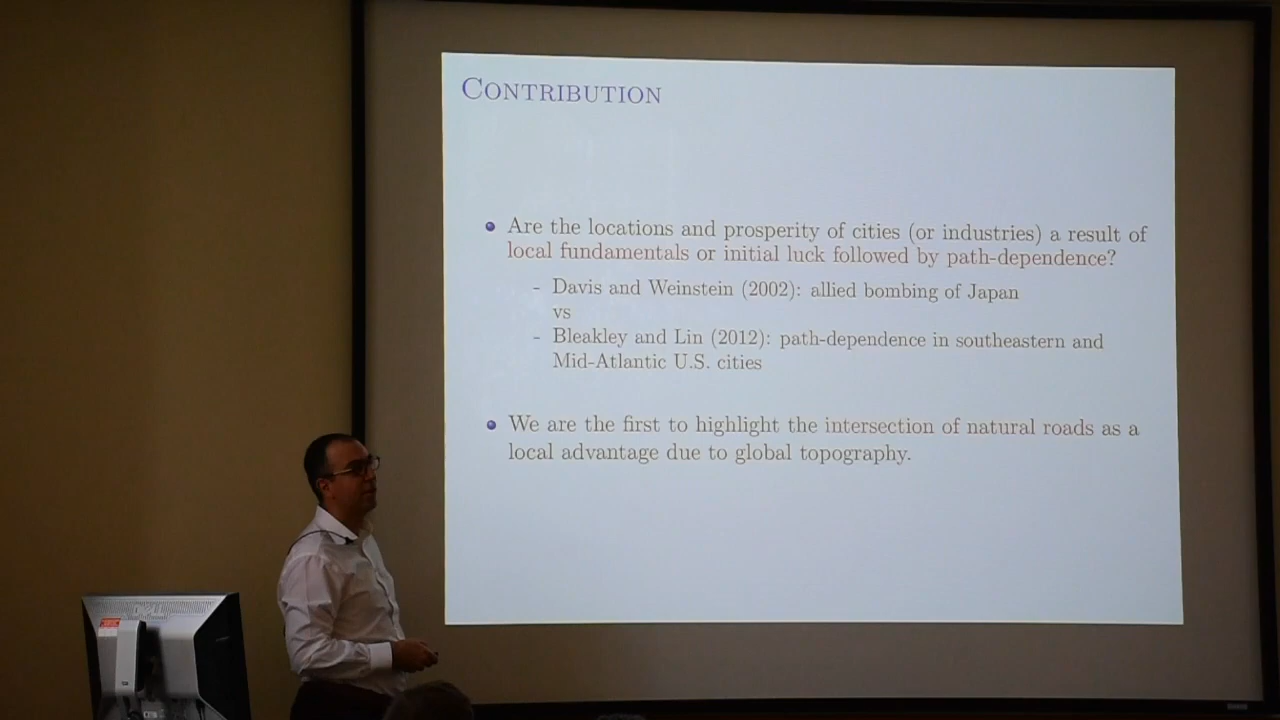 CONTRIBUTION
Are the locations and prosperity of cities (or industries) a result of
local fundamentals or initial luck followed by path-dependence?
- Davis and Weinstein (2002): allied bombing of Japan
vs
- Bleakley and Lin (2012): path-dependence in southeastern and
Mid-Atlantic U.S. cities
We are the first to highlight the intersection of natural roads as a
local advantage due to global topography.
DELL